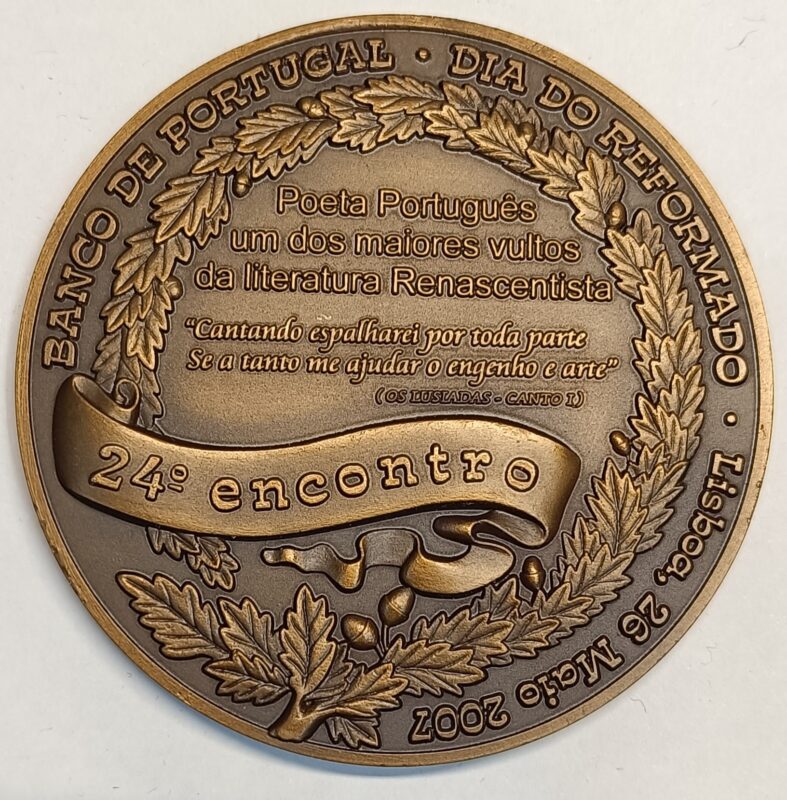 BANCO DE PORTUGAL · DIA DO REFORMADO · Lisboa, 26 Maio 2007
Poeta Português
um dos maiores vultos
da literatura Renascentista
"Cantando espalharei por toda parte
Se a tanto me ajudar o engenho e arte"
(OS LUSIADAS - CANTO I)
24º encontro